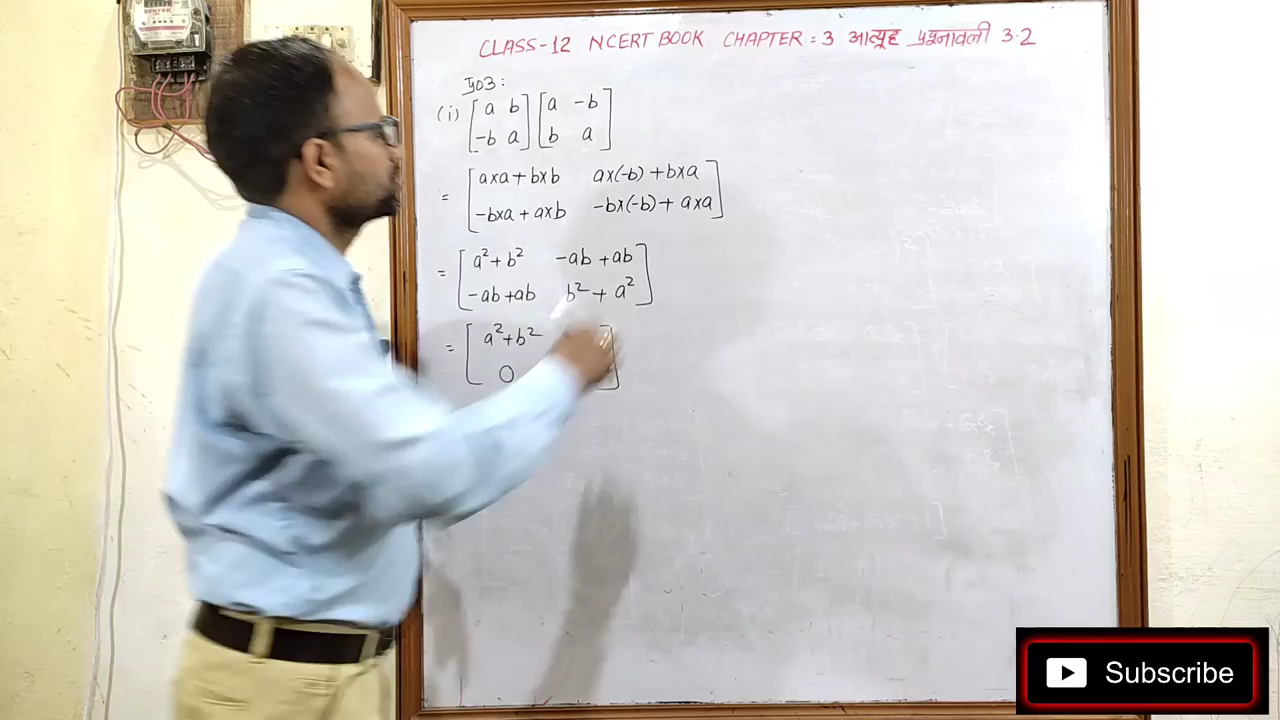 CLASS-12 NCERT BOOK CHAPTER = 3 आव्यूह प्रश्नावली 3.2
प्र03:
(i) [a b -b a] [a -b b a]
= [a×a+b×b a×(-b)+b×a
-b×a+a×b -b×(-b)+a×a]
= [a²+b² -ab+ab
-ab+ab b²+a²]
= [a²+b²
0 ]
Subscribe